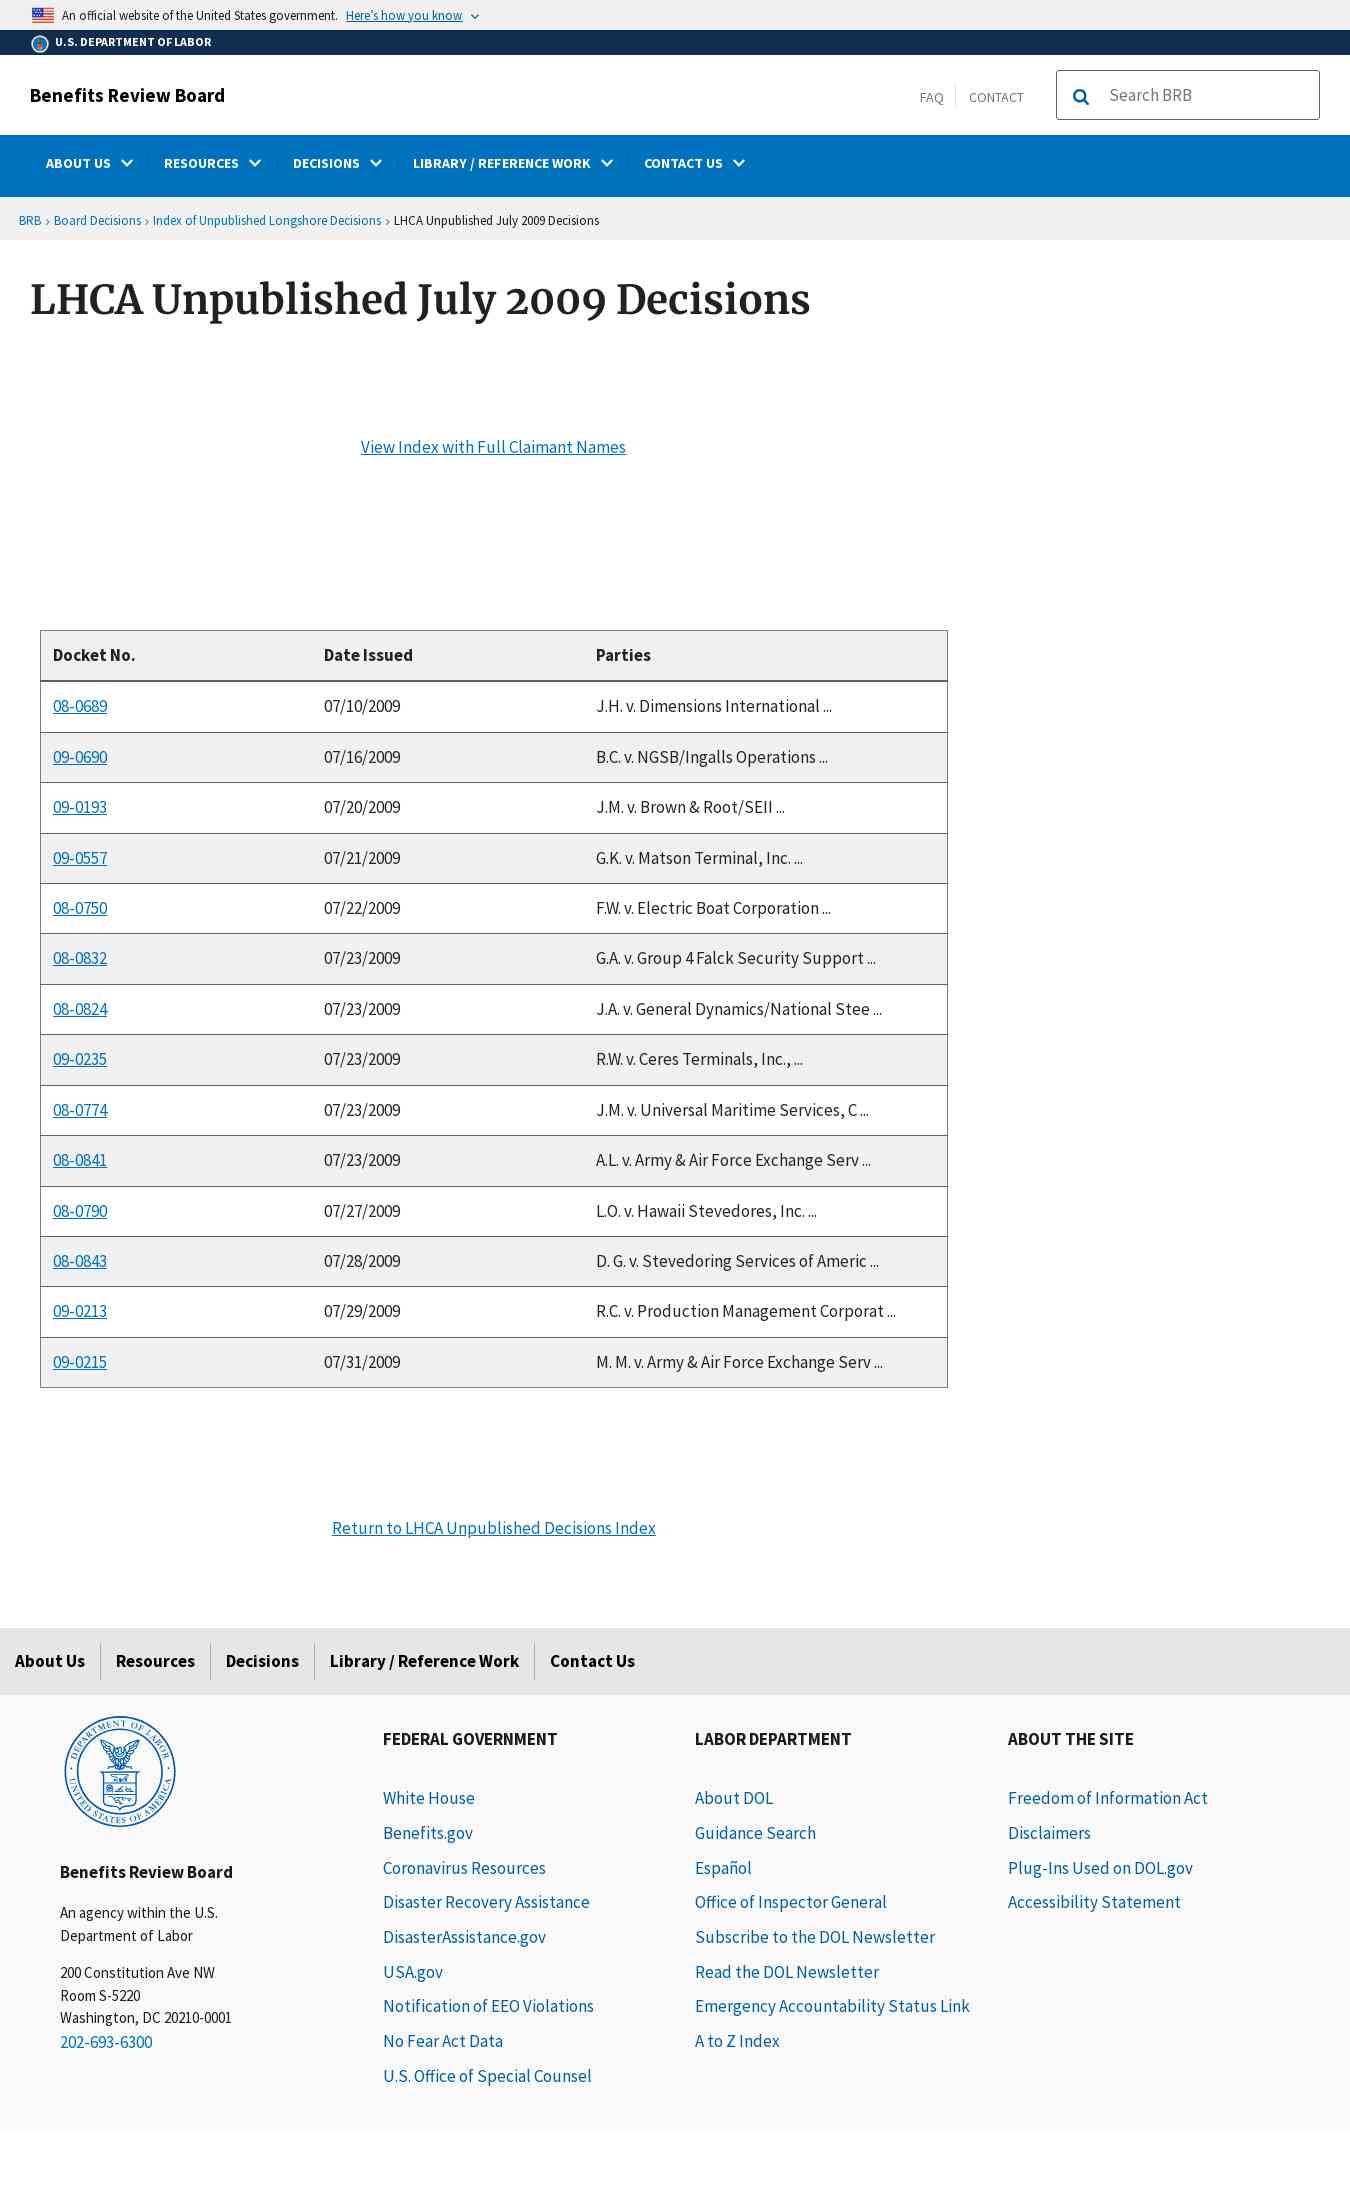 An official website of the United States government. Here's how you know
U.S. DEPARTMENT OF LABOR
Benefits Review Board
FAQ
CONTACT
Search BRB
ABOUT US
RESOURCES
DECISIONS
LIBRARY / REFERENCE WORK
CONTACT US
BRB › Board Decisions › Index of Unpublished Longshore Decisions › LHCA Unpublished July 2009 Decisions
LHCA Unpublished July 2009 Decisions
View Index with Full Claimant Names
Docket No. Date Issued Parties
08-0689 07/10/2009 J.H. v. Dimensions International ...
09-0690 07/16/2009 B.C. v. NGSB/Ingalls Operations ...
09-0193 07/20/2009 J.M. v. Brown & Root/SEII ...
09-0557 07/21/2009 G.K. v. Matson Terminal, Inc. ...
08-0750 07/22/2009 F.W. v. Electric Boat Corporation ...
08-0832 07/23/2009 G.A. v. Group 4 Falck Security Support ...
08-0824 07/23/2009 J.A. v. General Dynamics/National Stee ...
09-0235 07/23/2009 R.W. v. Ceres Terminals, Inc., ...
08-0774 07/23/2009 J.M. v. Universal Maritime Services, C ...
08-0841 07/23/2009 A.L. v. Army & Air Force Exchange Serv ...
08-0790 07/27/2009 L.O. v. Hawaii Stevedores, Inc. ...
08-0843 07/28/2009 D. G. v. Stevedoring Services of Americ ...
09-0213 07/29/2009 R.C. v. Production Management Corporat ...
09-0215 07/31/2009 M. M. v. Army & Air Force Exchange Serv ...
Return to LHCA Unpublished Decisions Index
About Us
Resources
Decisions
Library / Reference Work
Contact Us
DEPARTMENT OF LABOR
UNITED STATES OF AMERICA
Benefits Review Board
An agency within the U.S.
Department of Labor
200 Constitution Ave NW
Room S-5220
Washington, DC 20210-0001
202-693-6300
FEDERAL GOVERNMENT
White House
Benefits.gov
Coronavirus Resources
Disaster Recovery Assistance
DisasterAssistance.gov
USA.gov
Notification of EEO Violations
No Fear Act Data
U.S. Office of Special Counsel
LABOR DEPARTMENT
About DOL
Guidance Search
Español
Office of Inspector General
Subscribe to the DOL Newsletter
Read the DOL Newsletter
Emergency Accountability Status Link
A to Z Index
ABOUT THE SITE
Freedom of Information Act
Disclaimers
Plug-Ins Used on DOL.gov
Accessibility Statement